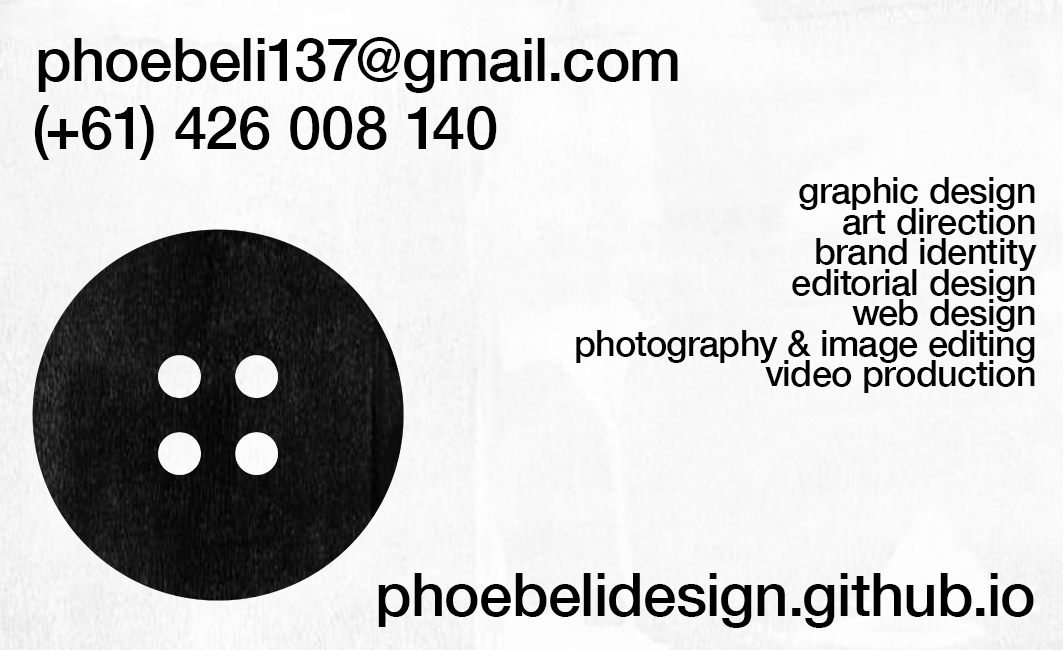 phoebeli137@gmail.com
(+61) 426 008 140
graphic design
art direction
brand identity
editorial design
web design
photography & image editing
video production
phoebelidesign.github.io